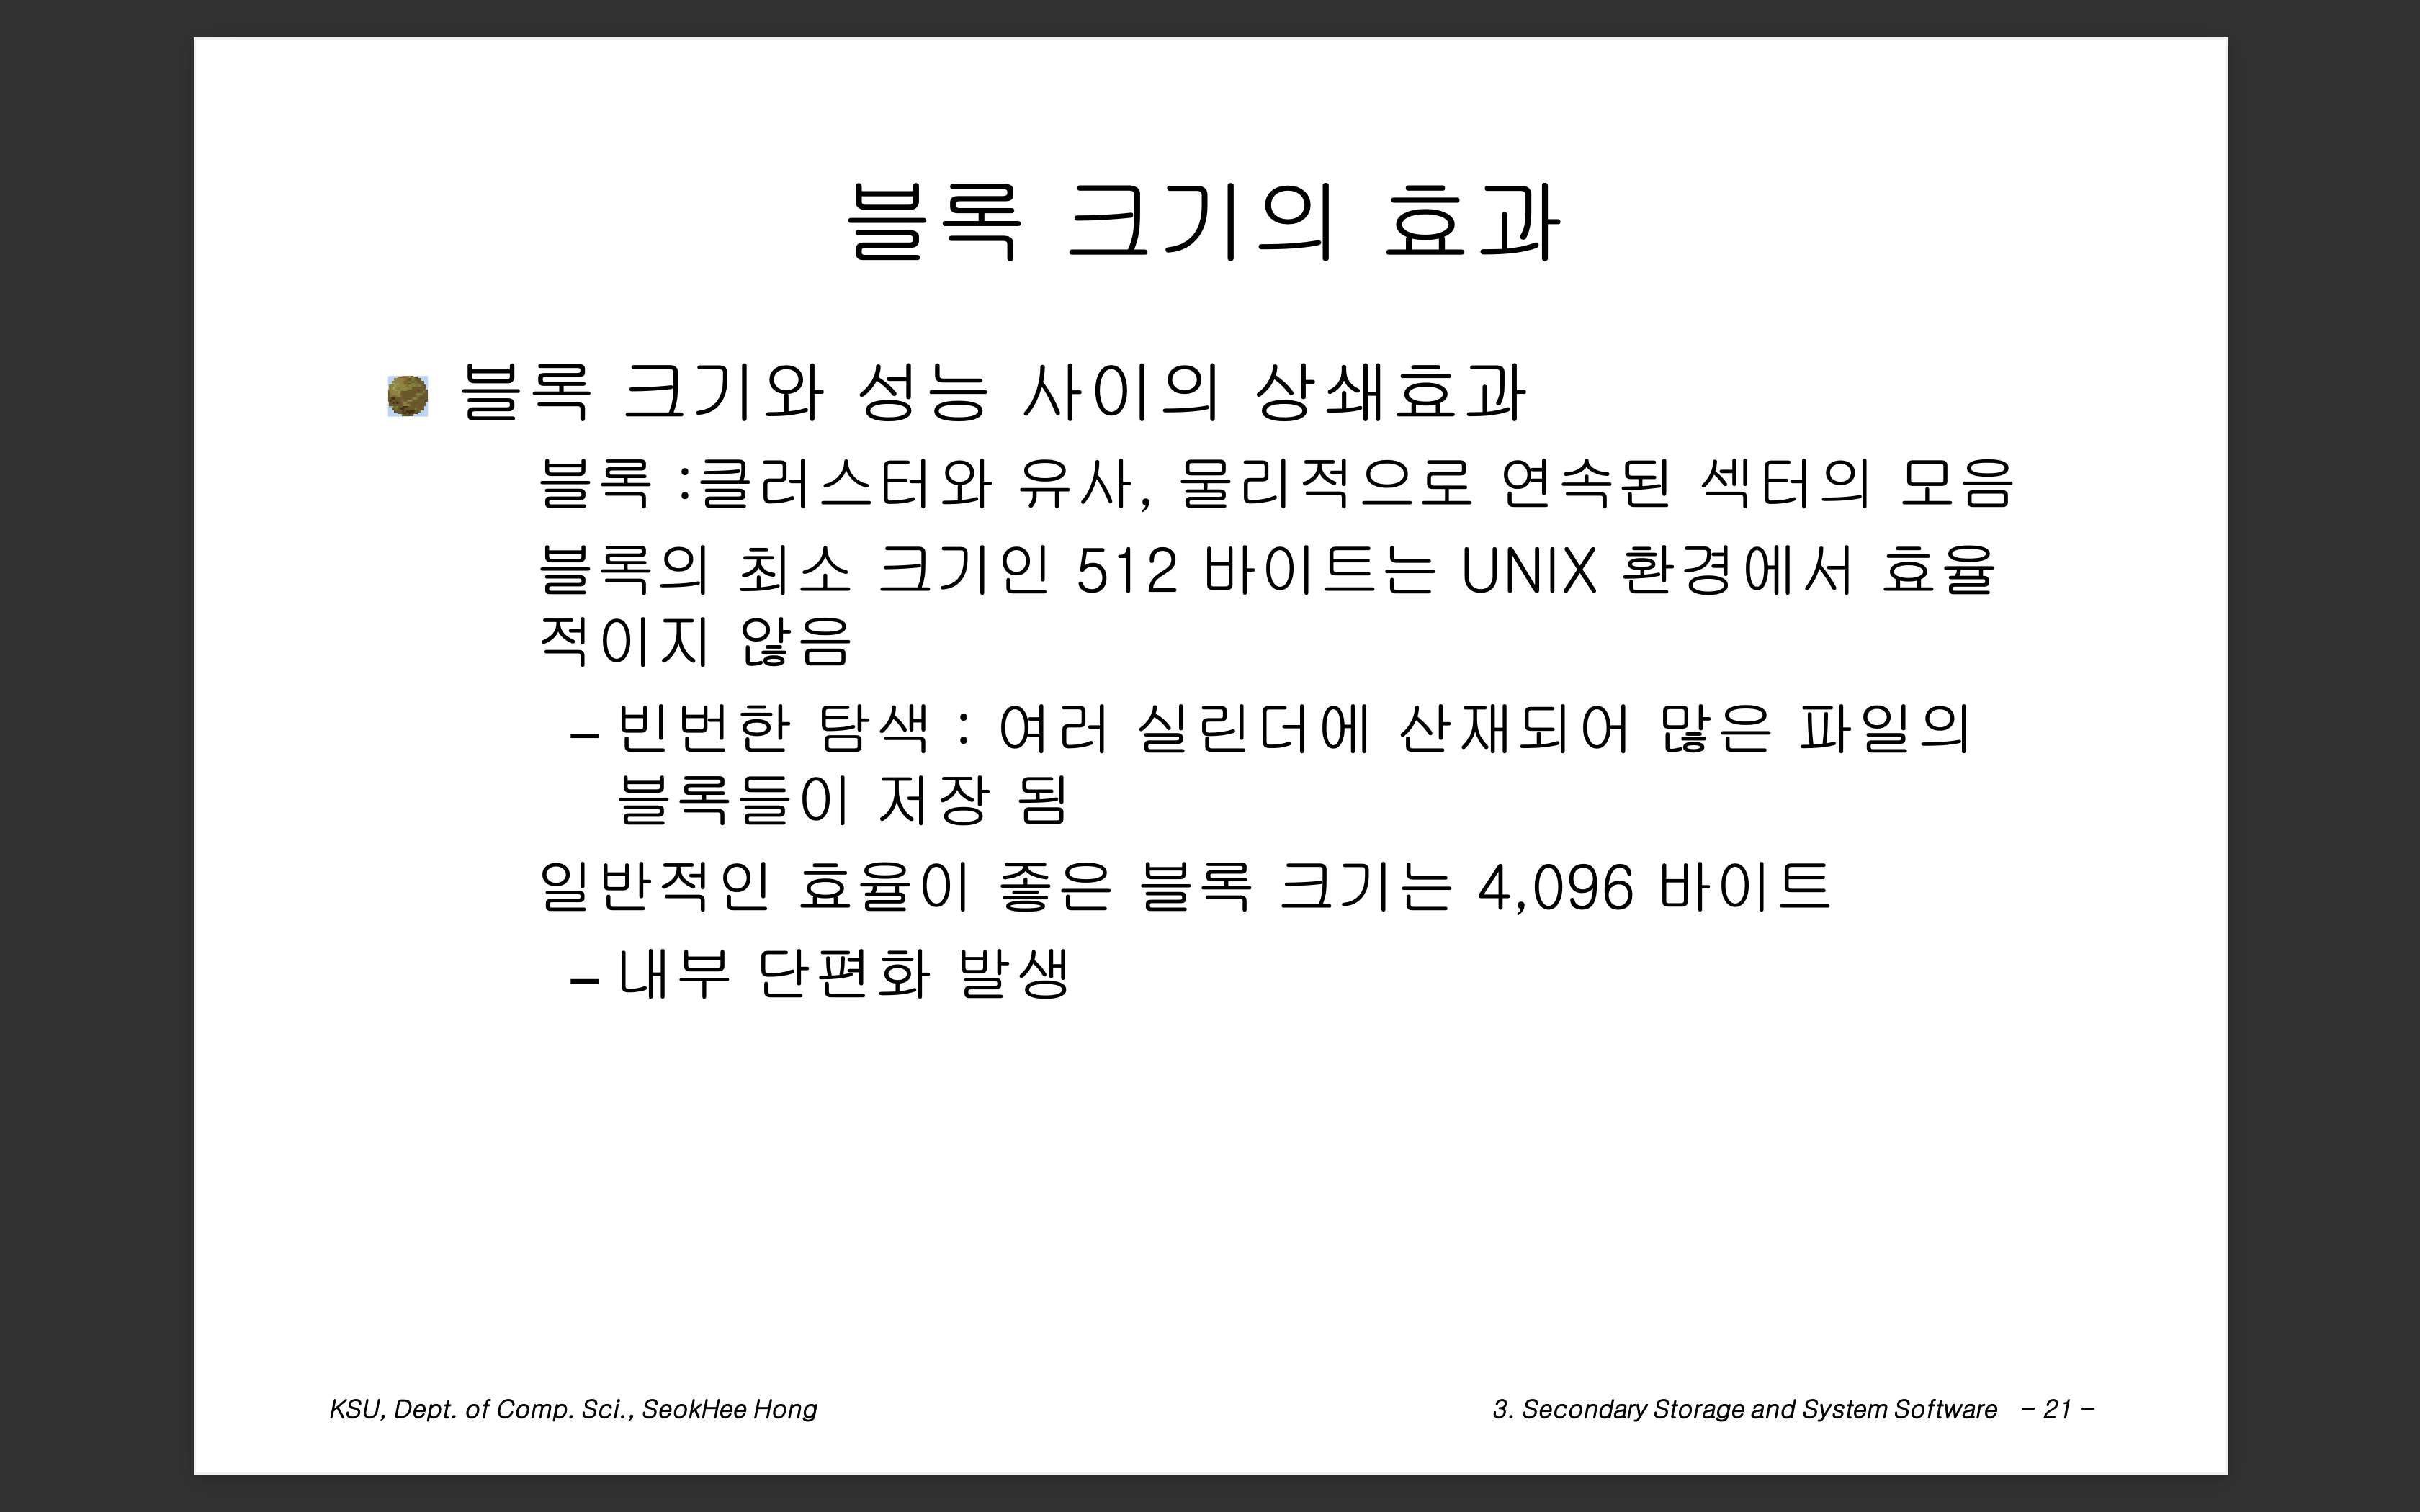 블록 크기의 효과
블록 크기와 성능 사이의 상쇄효과
블록 :클러스터와 유사, 물리적으로 연속된 섹터의 모음
블록의 최소 크기인 512 바이트는 UNIX 환경에서 효율
적이지 않음
– 빈번한 탐색 : 여러 실린더에 산재되어 많은 파일의
블록들이 저장 됨
일반적인 효율이 좋은 블록 크기는 4,096 바이트
– 내부 단편화 발생
KSU, Dept. of Comp. Sci., SeokHee Hong
3. Secondary Storage and System Software – 21 –